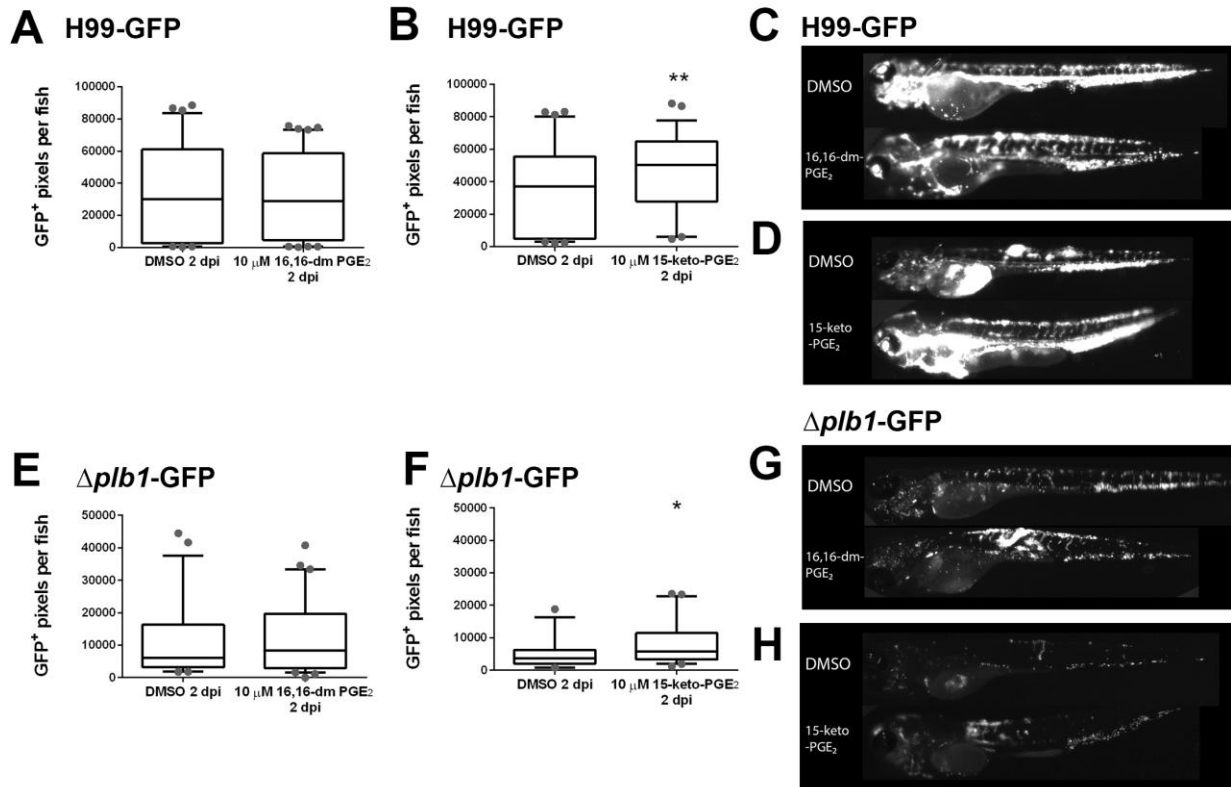 A H99-GFP
GFP⁺ pixels per fish
100000
80000
60000
40000
20000
0
DMSO 2 dpi
10 μM 16,16-dm PGE₂
2 dpi
B H99-GFP
**
GFP⁺ pixels per fish
100000
80000
60000
40000
20000
0
DMSO 2 dpi
10 μM 15-keto-PGE₂
2 dpi
C H99-GFP
DMSO
16,16-dm-
PGE₂
D
DMSO
15-keto
-PGE₂
E Δplb1-GFP
GFP⁺ pixels per fish
50000
40000
30000
20000
10000
0
DMSO 2 dpi
10 μM 16,16-dm PGE₂
2 dpi
F Δplb1-GFP
*
GFP⁺ pixels per fish
50000
40000
30000
20000
10000
0
DMSO 2 dpi
10 μM 15-keto-PGE₂
2 dpi
Δplb1-GFP
G
DMSO
16,16-dm-
PGE₂
H
DMSO
15-keto
-PGE₂